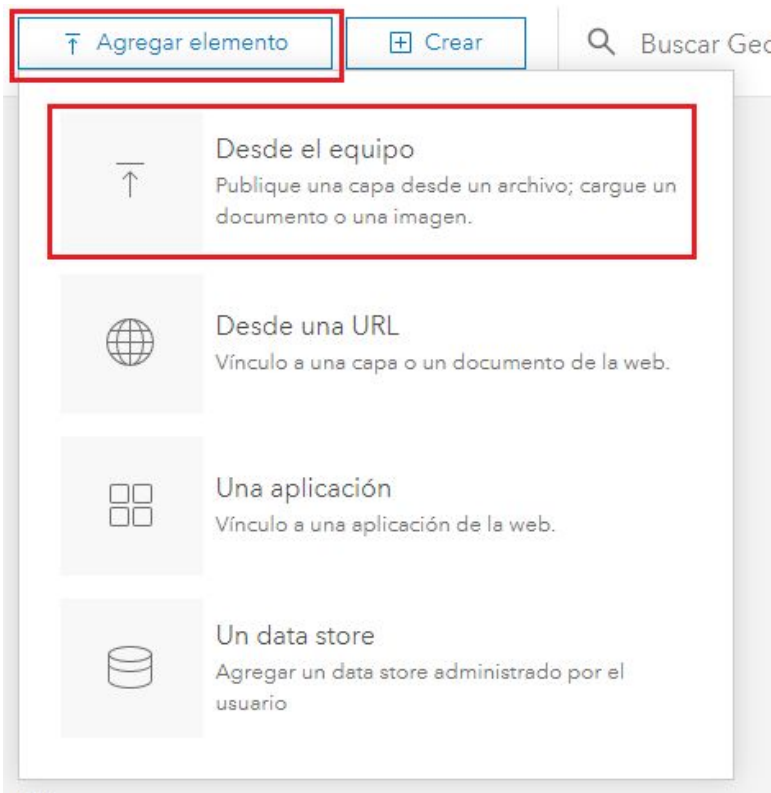 Agregar elemento
Crear
Buscar
Desde el equipo
Publique una capa desde un archivo; cargue un
documento o una imagen.
Desde una URL
Vínculo a una capa o un documento de la web.
Una aplicación
Vínculo a una aplicación de la web.
Un data store
Agregar un data store administrado por el
usuario